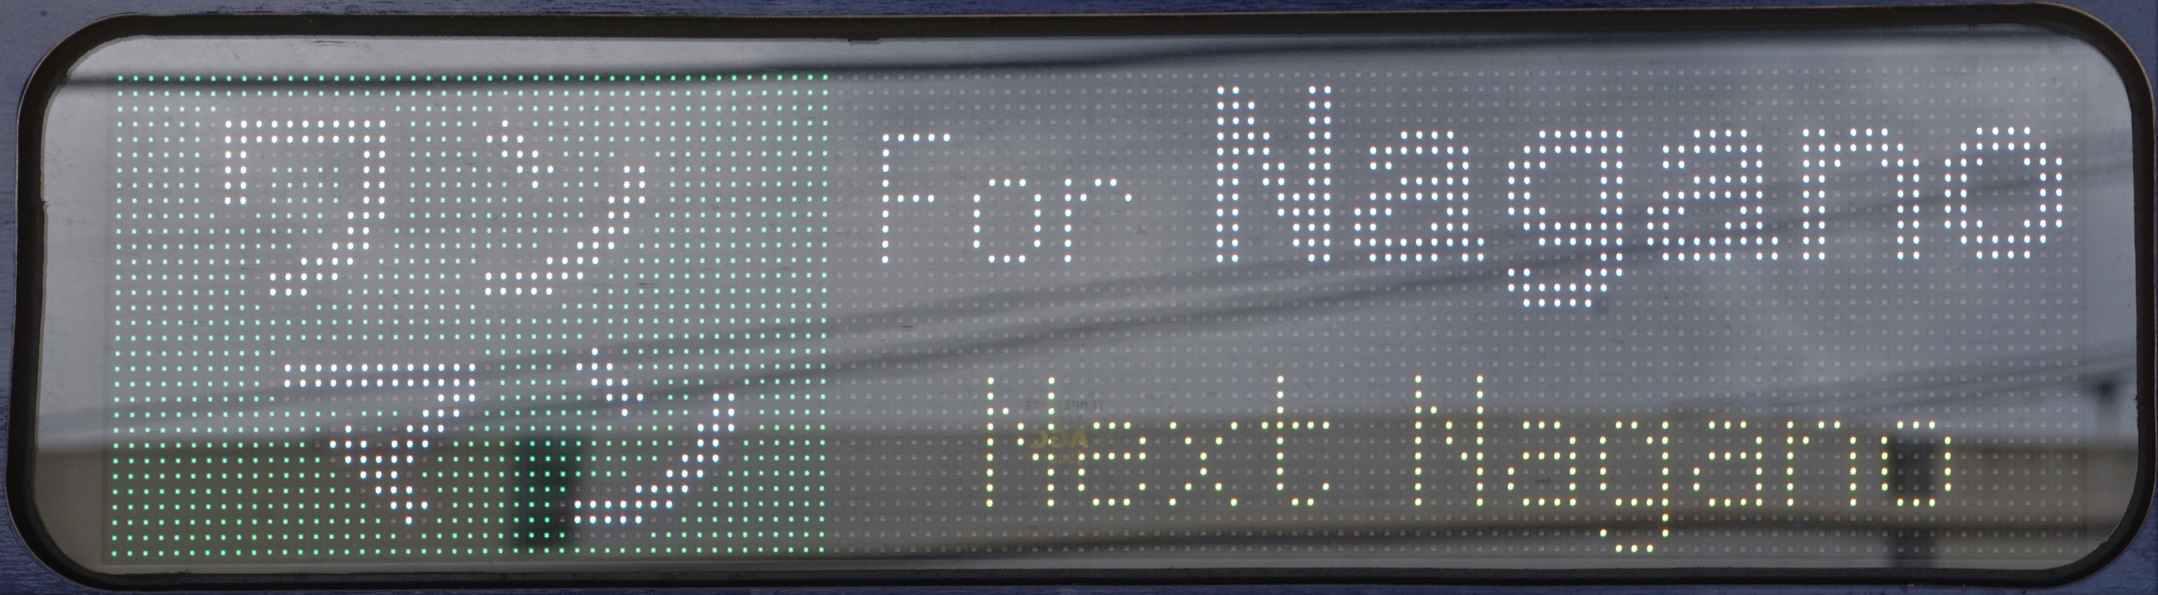 ワン For Nagano
マン Next Nagano